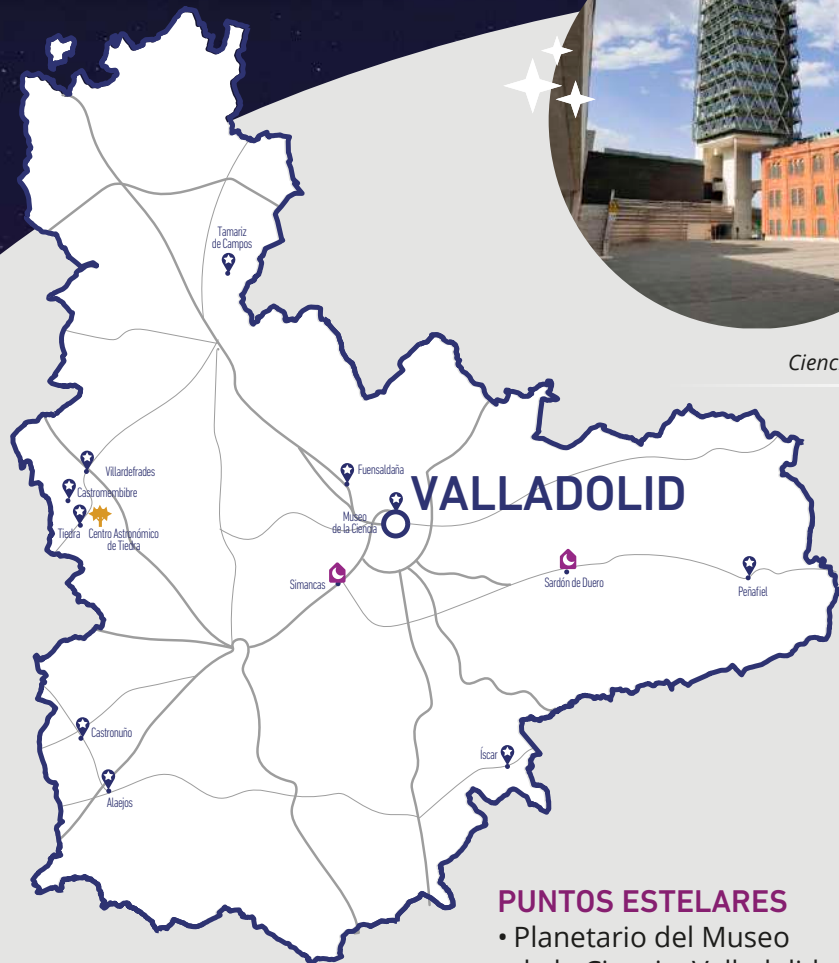 Tamariz
de Campos
Cienc
Villardefrades
Castromembibre
Tiedra
Centro Astronómico
de Tiedra
Fuensaldaña
VALLADOLID
Museo
de la Ciencia
Simancas
Sardón de Duero
Peñafiel
Castronuño
Íscar
Alaejos
PUNTOS ESTELARES
• Planetario del Museo